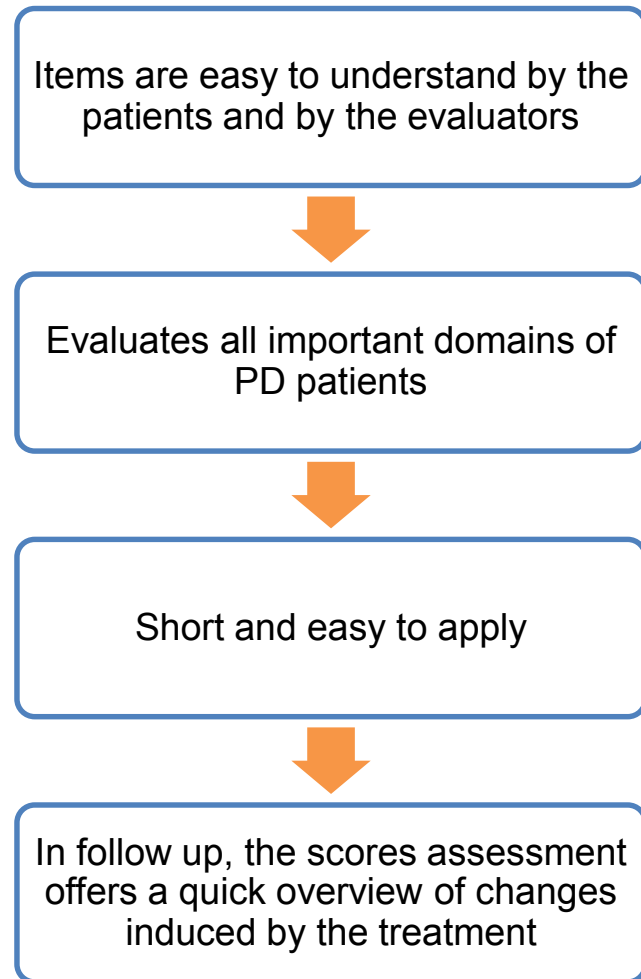 Items are easy to understand by the
patients and by the evaluators
Evaluates all important domains of
PD patients
Short and easy to apply
In follow up, the scores assessment
offers a quick overview of changes
induced by the treatment